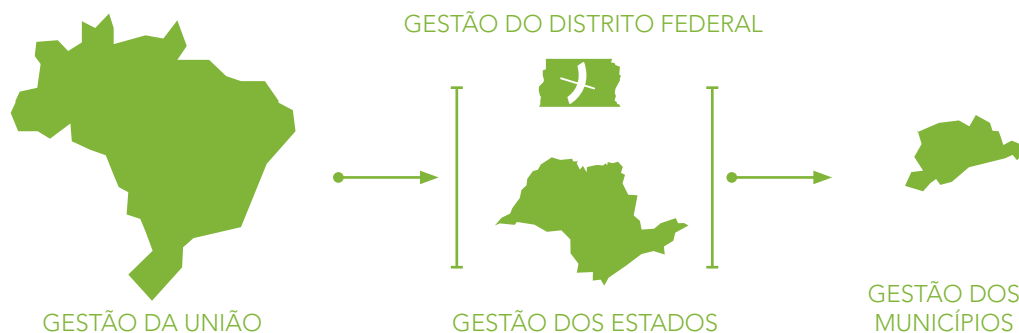 GESTÃO DO DISTRITO FEDERAL
GESTÃO DA UNIÃO
GESTÃO DOS ESTADOS
GESTÃO DOS
MUNICÍPIOS